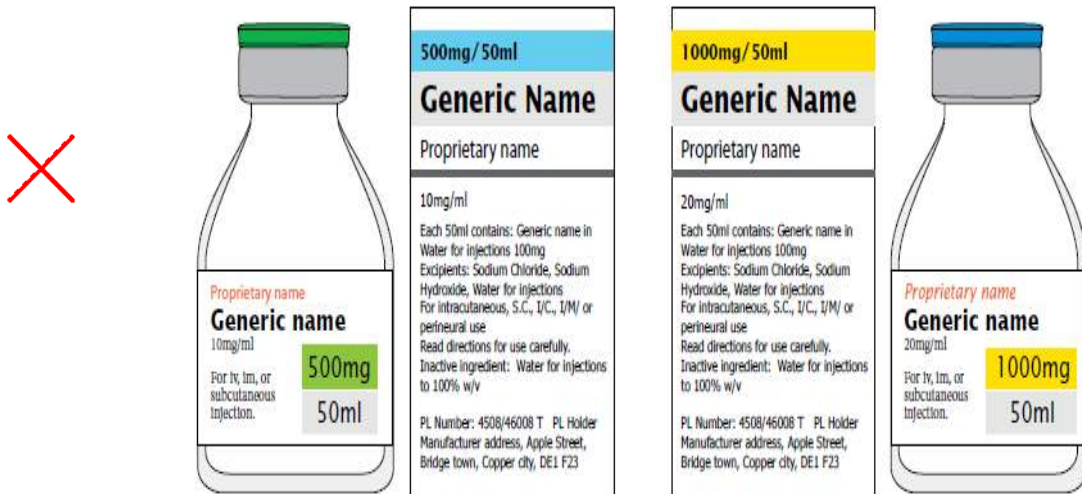 500mg/50ml
Generic Name
Proprietary name
10mg/ml
Each 50ml contains: Generic name in
Water for injections 100mg
Excipients: Sodium Chloride, Sodium
Hydroxide, Water for injections
For intracutaneous, S.C., I/C., I/M/ or
perineural use
Read directions for use carefully.
Inactive ingredient: Water for injections
to 100% w/v
PL Number: 4508/46008 T PL Holder
Manufacturer address, Apple Street,
Bridge town, Copper city, DE1 F23
1000mg/50ml
Generic Name
Proprietary name
20mg/ml
Each 50ml contains: Generic name in
Water for injections 100mg
Excipients: Sodium Chloride, Sodium
Hydroxide, Water for injections
For intracutaneous, S.C., I/C., I/M/ or
perineural use
Read directions for use carefully.
Inactive ingredient: Water for injections
to 100% w/v
PL Number: 4508/46008 T PL Holder
Manufacturer address, Apple Street,
Bridge town, Copper city, DE1 F23
Proprietary name
Generic name
10mg/ml
For iv, im, or
subcutaneous
injection.
500mg
50ml
Proprietary name
Generic name
20mg/ml
For iv, im, or
subcutaneous
injection.
1000mg
50ml